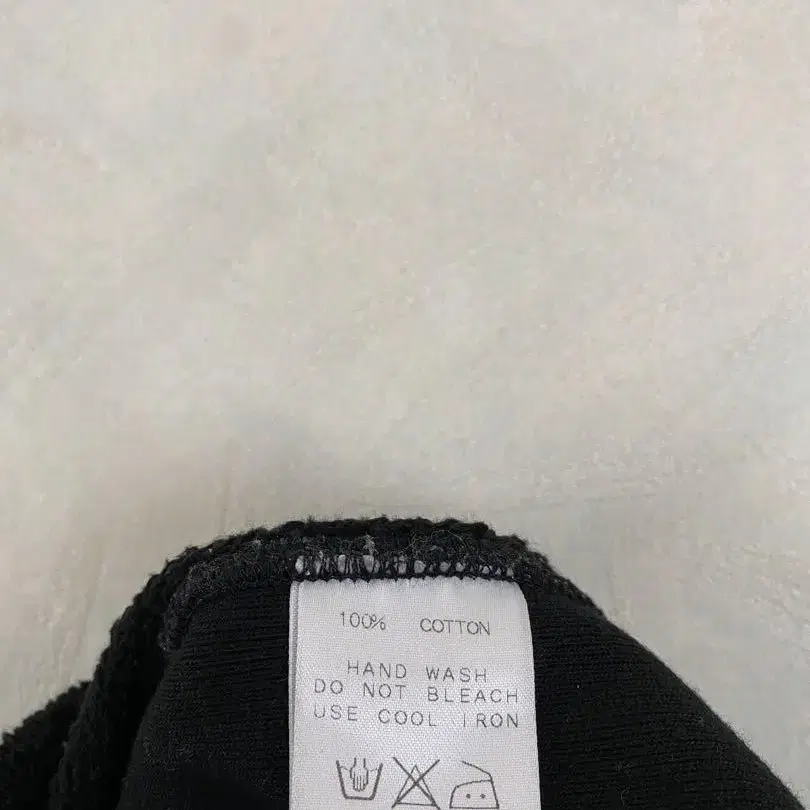 100% COTTON
HAND WASH
DO NOT BLEACH
USE COOL IRON